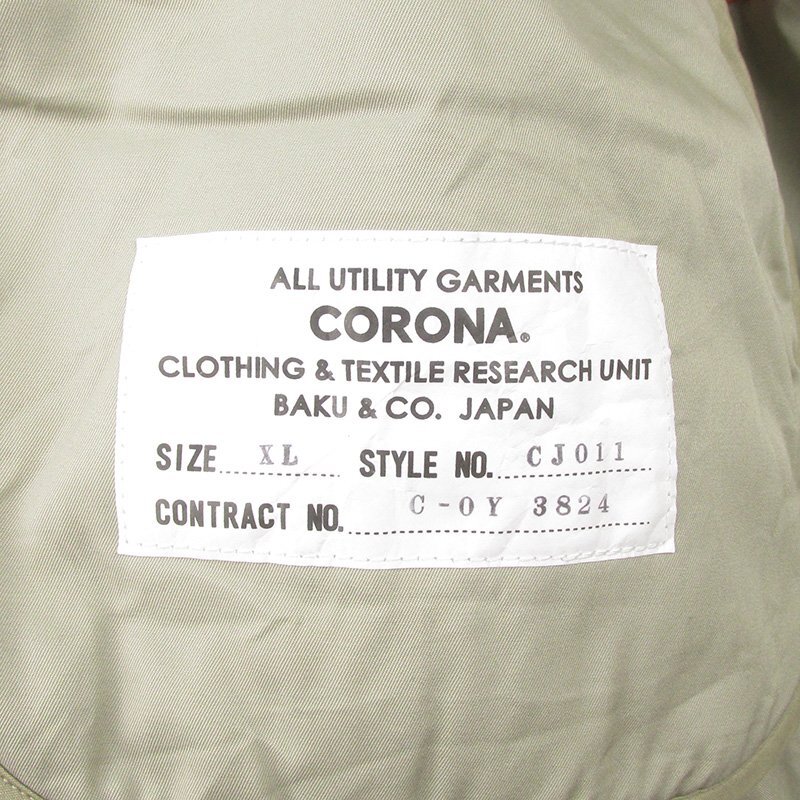 ALL UTILITY GARMENTS
CORONA®
CLOTHING & TEXTILE RESEARCH UNIT
BAKU & CO. JAPAN
SIZE XL STYLE NO. CJ011
CONTRACT NO. C-OY 3824